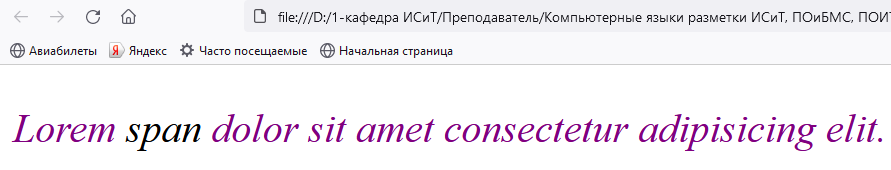 file:///D:/1-кафедра ИСиТ/Преподаватель/Компьютерные языки разметки ИСиТ, ПОиБМС, ПОИТ
Авиабилеты Я Яндекс Часто посещаемые Начальная страница
Lorem span dolor sit amet consectetur adipisicing elit.